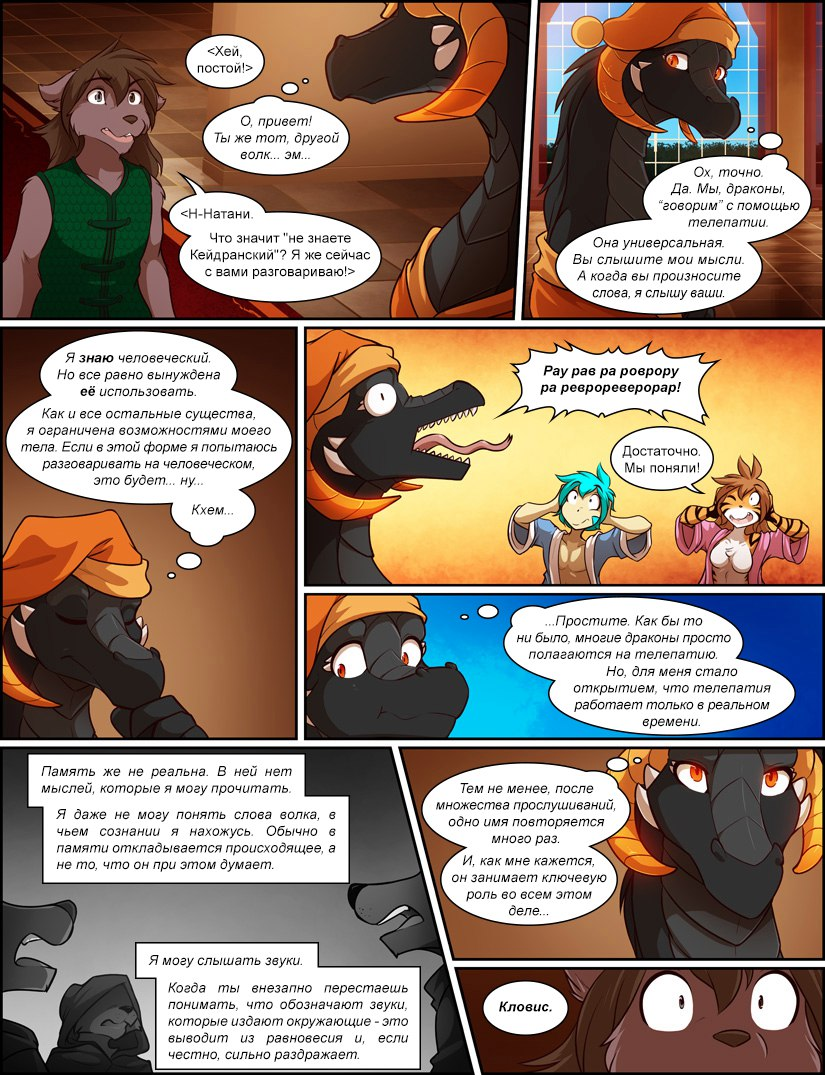 <Хей,
постой!>
О, привет!
Ты же тот, другой
волк... эм...
<Н-Натани.
Что значит "не знаете
Кейдранский"? Я же сейчас
с вами разговариваю!>
Ох, точно.
Да. Мы, драконы,
“говорим” с помощью
телепатии.
Она универсальная.
Вы слышите мои мысли.
А когда вы произносите
слова, я слышу ваши.
Я знаю человеческий.
Но все равно вынуждена
её использовать.
Как и все остальные существа,
я ограничена возможностями моего
тела. Если в этой форме я попытаюсь
разговаривать на человеческом,
это будет... ну...
Кхем...
Рау рав ра роврору
ра реврореверорар!
Достаточно.
Мы поняли!
...Простите. Как бы то
ни было, многие драконы просто
полагаются на телепатию.
Но, для меня стало
открытием, что телепатия
работает только в реальном
времени.
Память же не реальна. В ней нет
мыслей, которые я могу прочитать.
Я даже не могу понять слова волка, в
чьем сознании я нахожусь. Обычно в
памяти откладывается происходящее, а
не то, что он при этом думает.
Я могу слышать звуки.
Когда ты внезапно перестаешь
понимать, что обозначают звуки,
которые издают окружающие - это
выводит из равновесия и, если
честно, сильно раздражает.
Тем не менее, после
множества прослушиваний,
одно имя повторяется
много раз.
И, как мне кажется,
он занимает ключевую
роль во всем этом
деле...
Кловис.